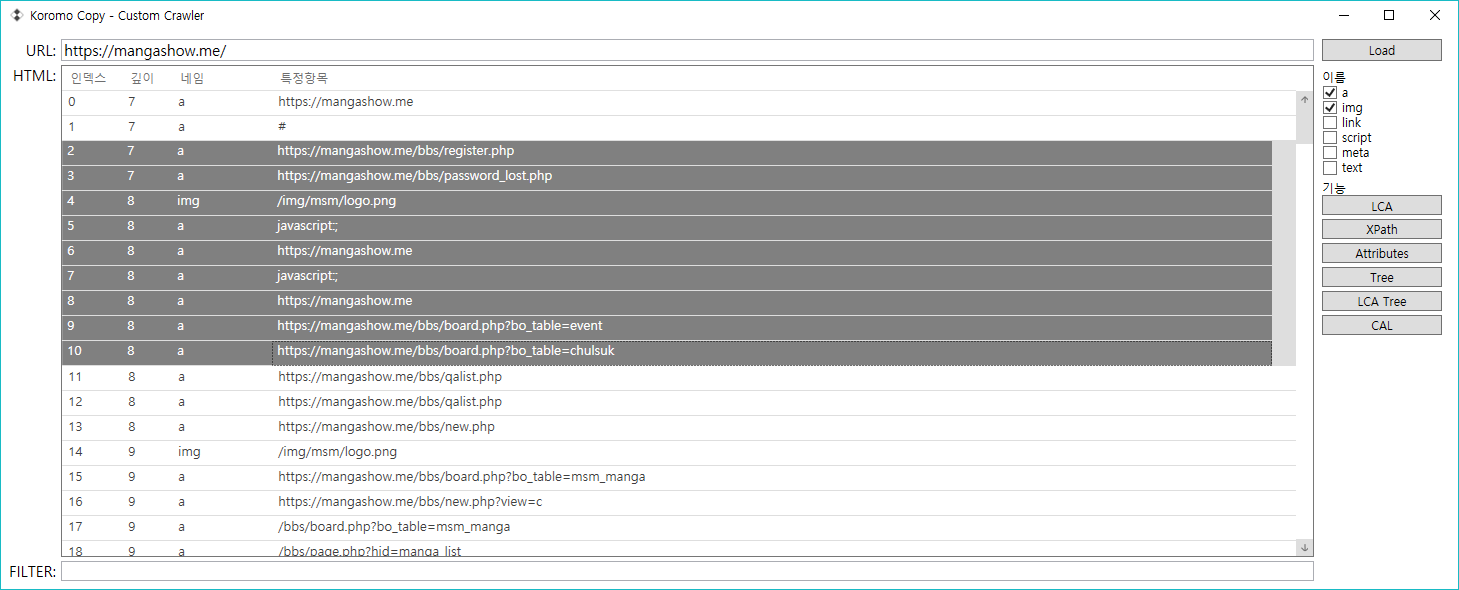 Koromo Copy - Custom Crawler
URL: https://mangashow.me/ Load
HTML: 인덱스 깊이 네임 특정항목
0 7 a https://mangashow.me
1 7 a #
2 7 a https://mangashow.me/bbs/register.php
3 7 a https://mangashow.me/bbs/password_lost.php
4 8 img /img/msm/logo.png
5 8 a javascript:;
6 8 a https://mangashow.me
7 8 a javascript:;
8 8 a https://mangashow.me
9 8 a https://mangashow.me/bbs/board.php?bo_table=event
10 8 a https://mangashow.me/bbs/board.php?bo_table=chulsuk
11 8 a https://mangashow.me/bbs/qalist.php
12 8 a https://mangashow.me/bbs/qalist.php
13 8 a https://mangashow.me/bbs/new.php
14 9 img /img/msm/logo.png
15 9 a https://mangashow.me/bbs/board.php?bo_table=msm_manga
16 9 a https://mangashow.me/bbs/new.php?view=c
17 9 a /bbs/board.php?bo_table=msm_manga
18 9 a /bbs/page.php?hid=manga_list
이름
a
img
link
script
meta
text
기능
LCA
XPath
Attributes
Tree
LCA Tree
CAL
FILTER: